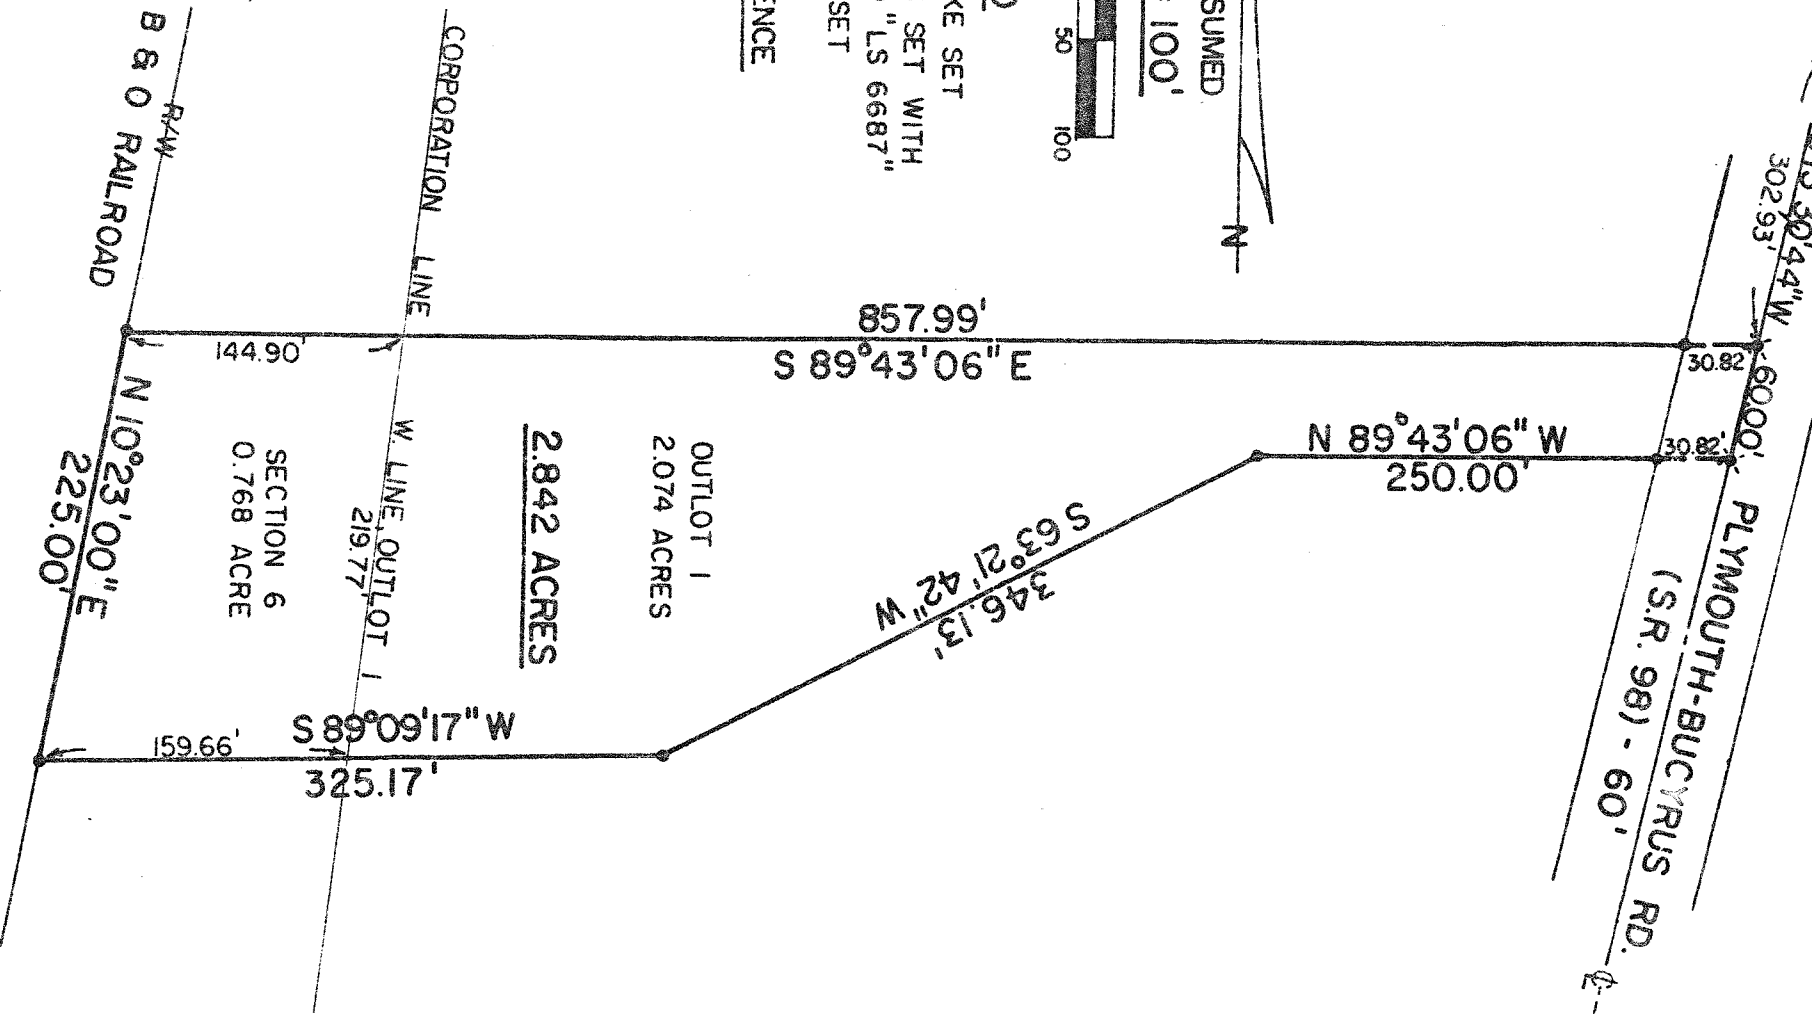 SUMED
100'
50
100
KE SET
SET WITH
"LS 6687"
SET
ENCE
N
B & O RAILROAD
R/W
CORPORATION LINE
302.93'
30'44" W
857.99'
S 89°43'06" E
144.90'
30.82
60.00'
N 89°43'06" W
250.00'
30.82'
PLYMOUTH-BUCYRUS RD.
(S.R. 98) - 60'
S 63°21'42" W
346.13'
OUTLOT 1
2.074 ACRES
2.842 ACRES
W. LINE OUTLOT 1
219.77'
SECTION 6
0.768 ACRE
N 10°23'00" E
225.00'
159.66'
S 89°09'17" W
325.17'